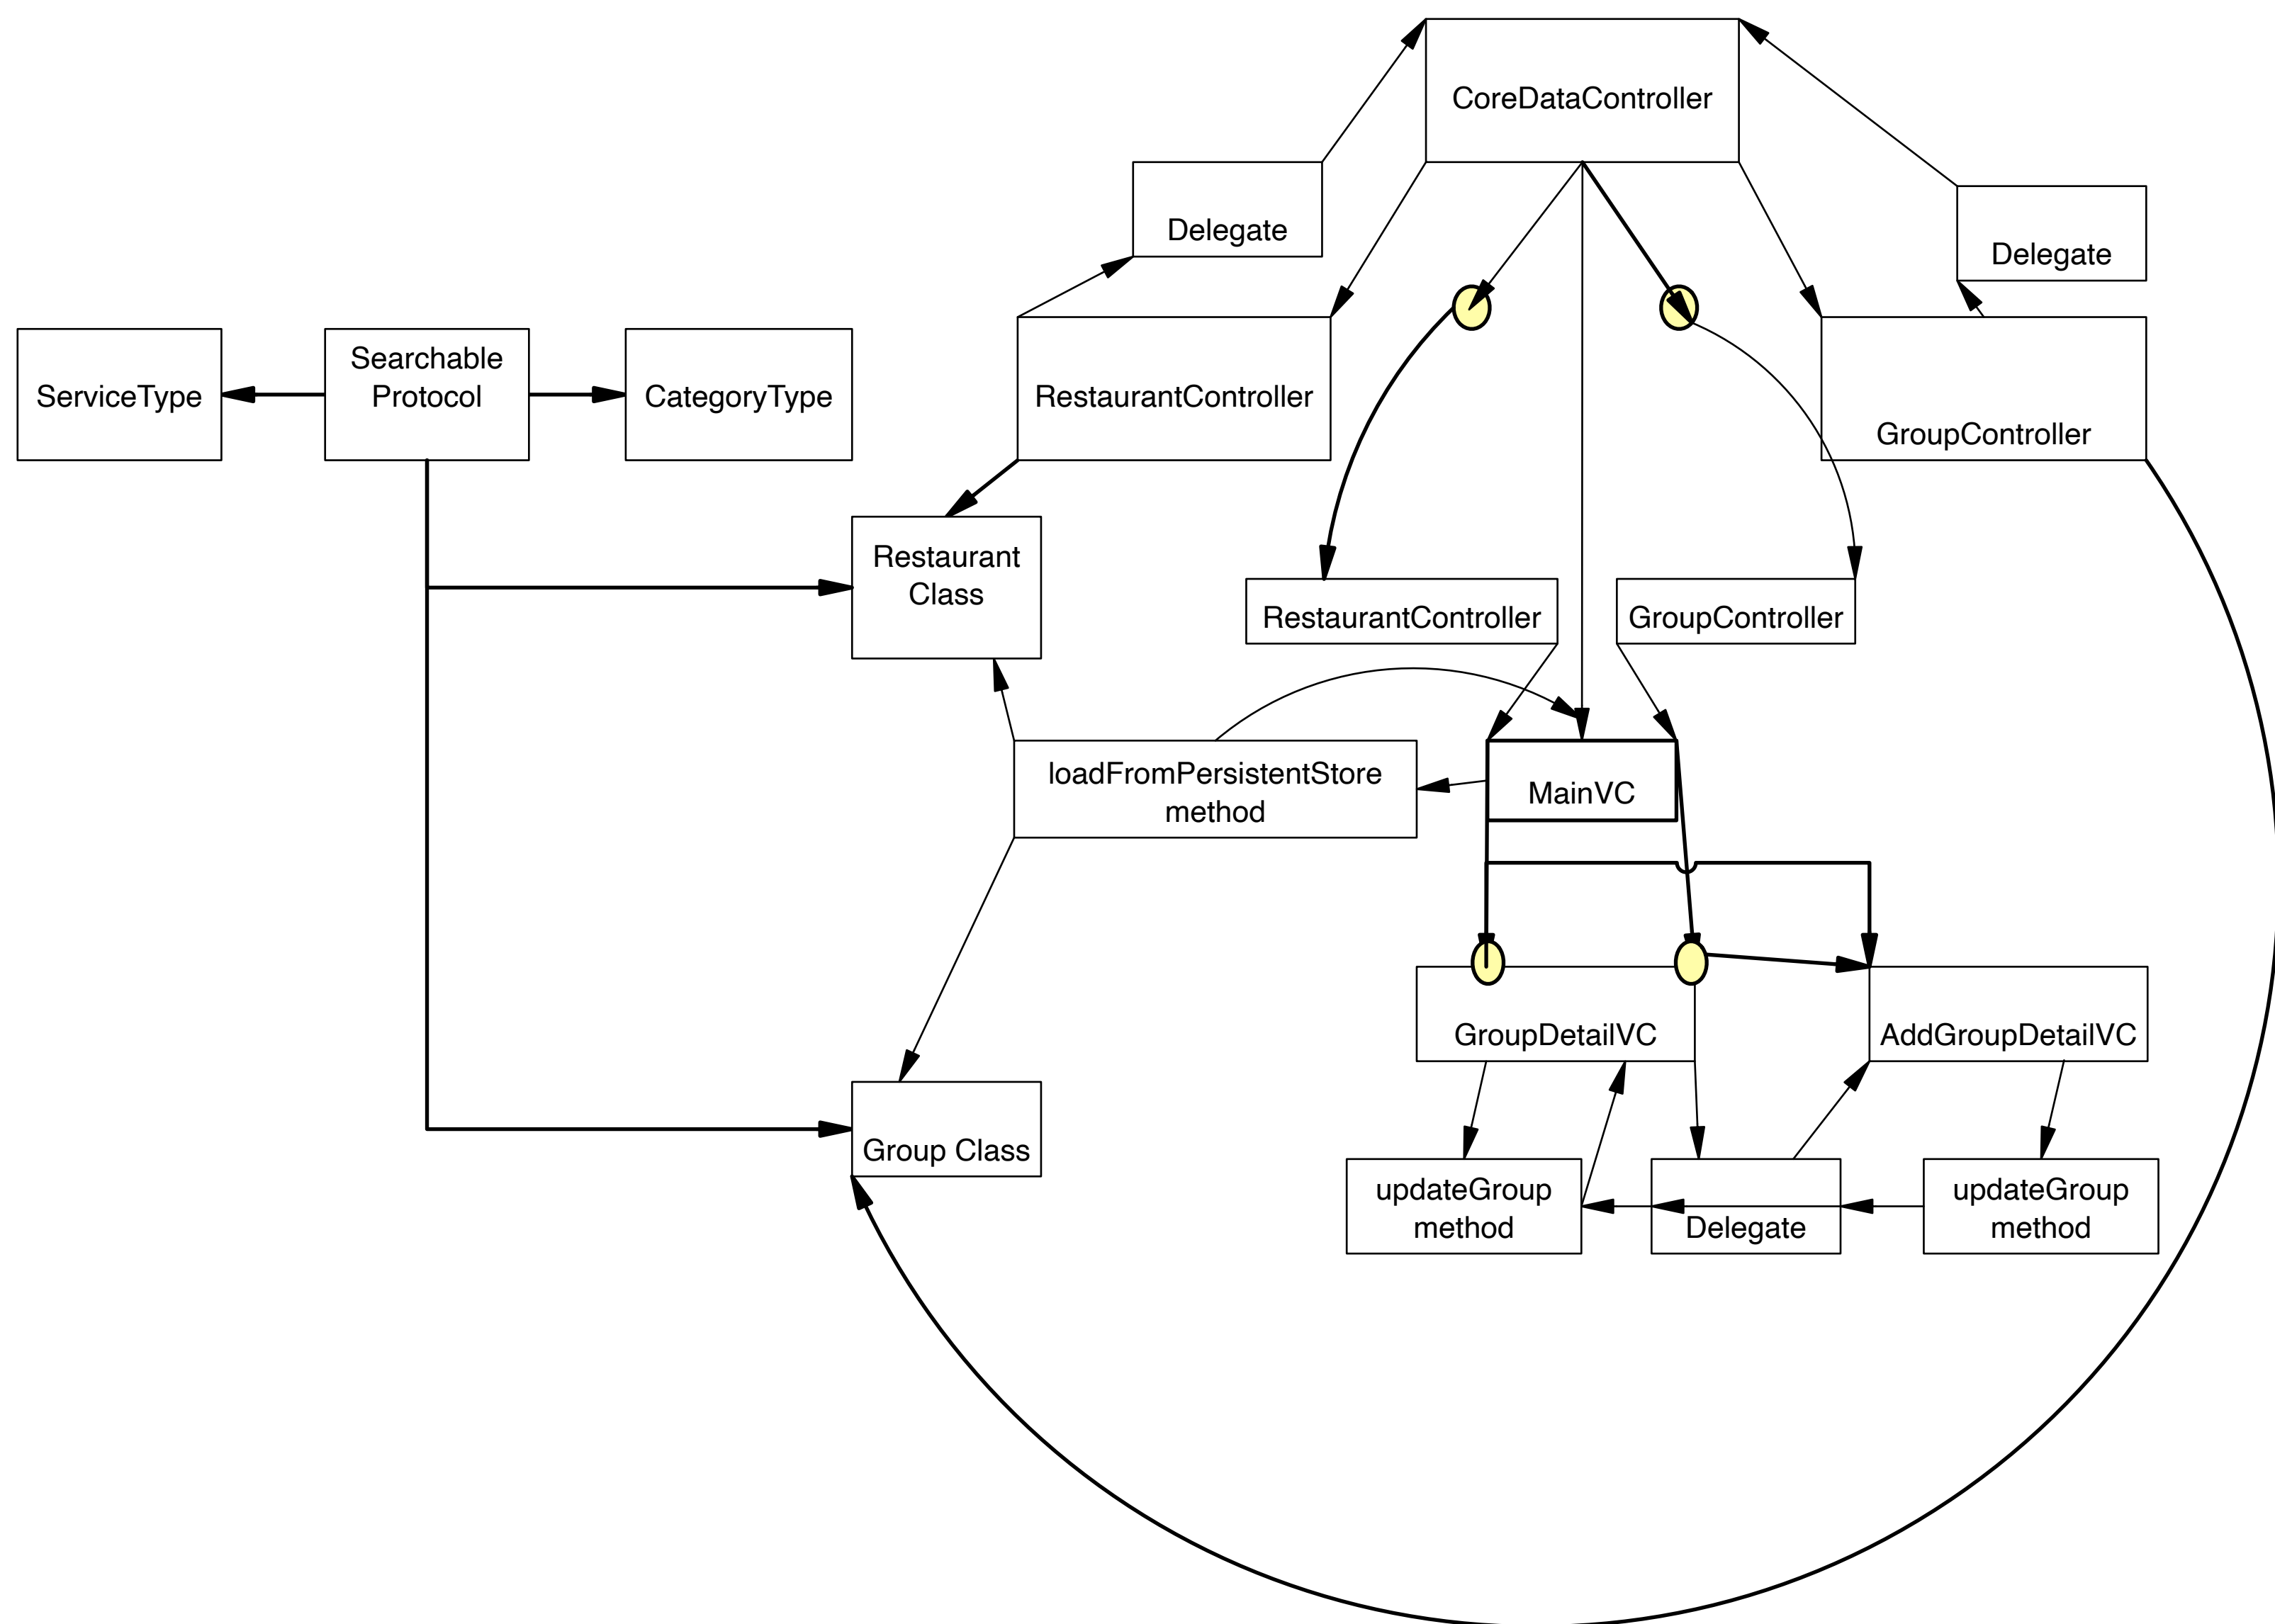 CoreDataController
Delegate
Delegate
ServiceType
Searchable
Protocol
CategoryType
RestaurantController
GroupController
Restaurant
Class
RestaurantController
GroupController
loadFromPersistentStore
method
MainVC
GroupDetailVC
AddGroupDetailVC
Group Class
updateGroup
method
Delegate
updateGroup
method